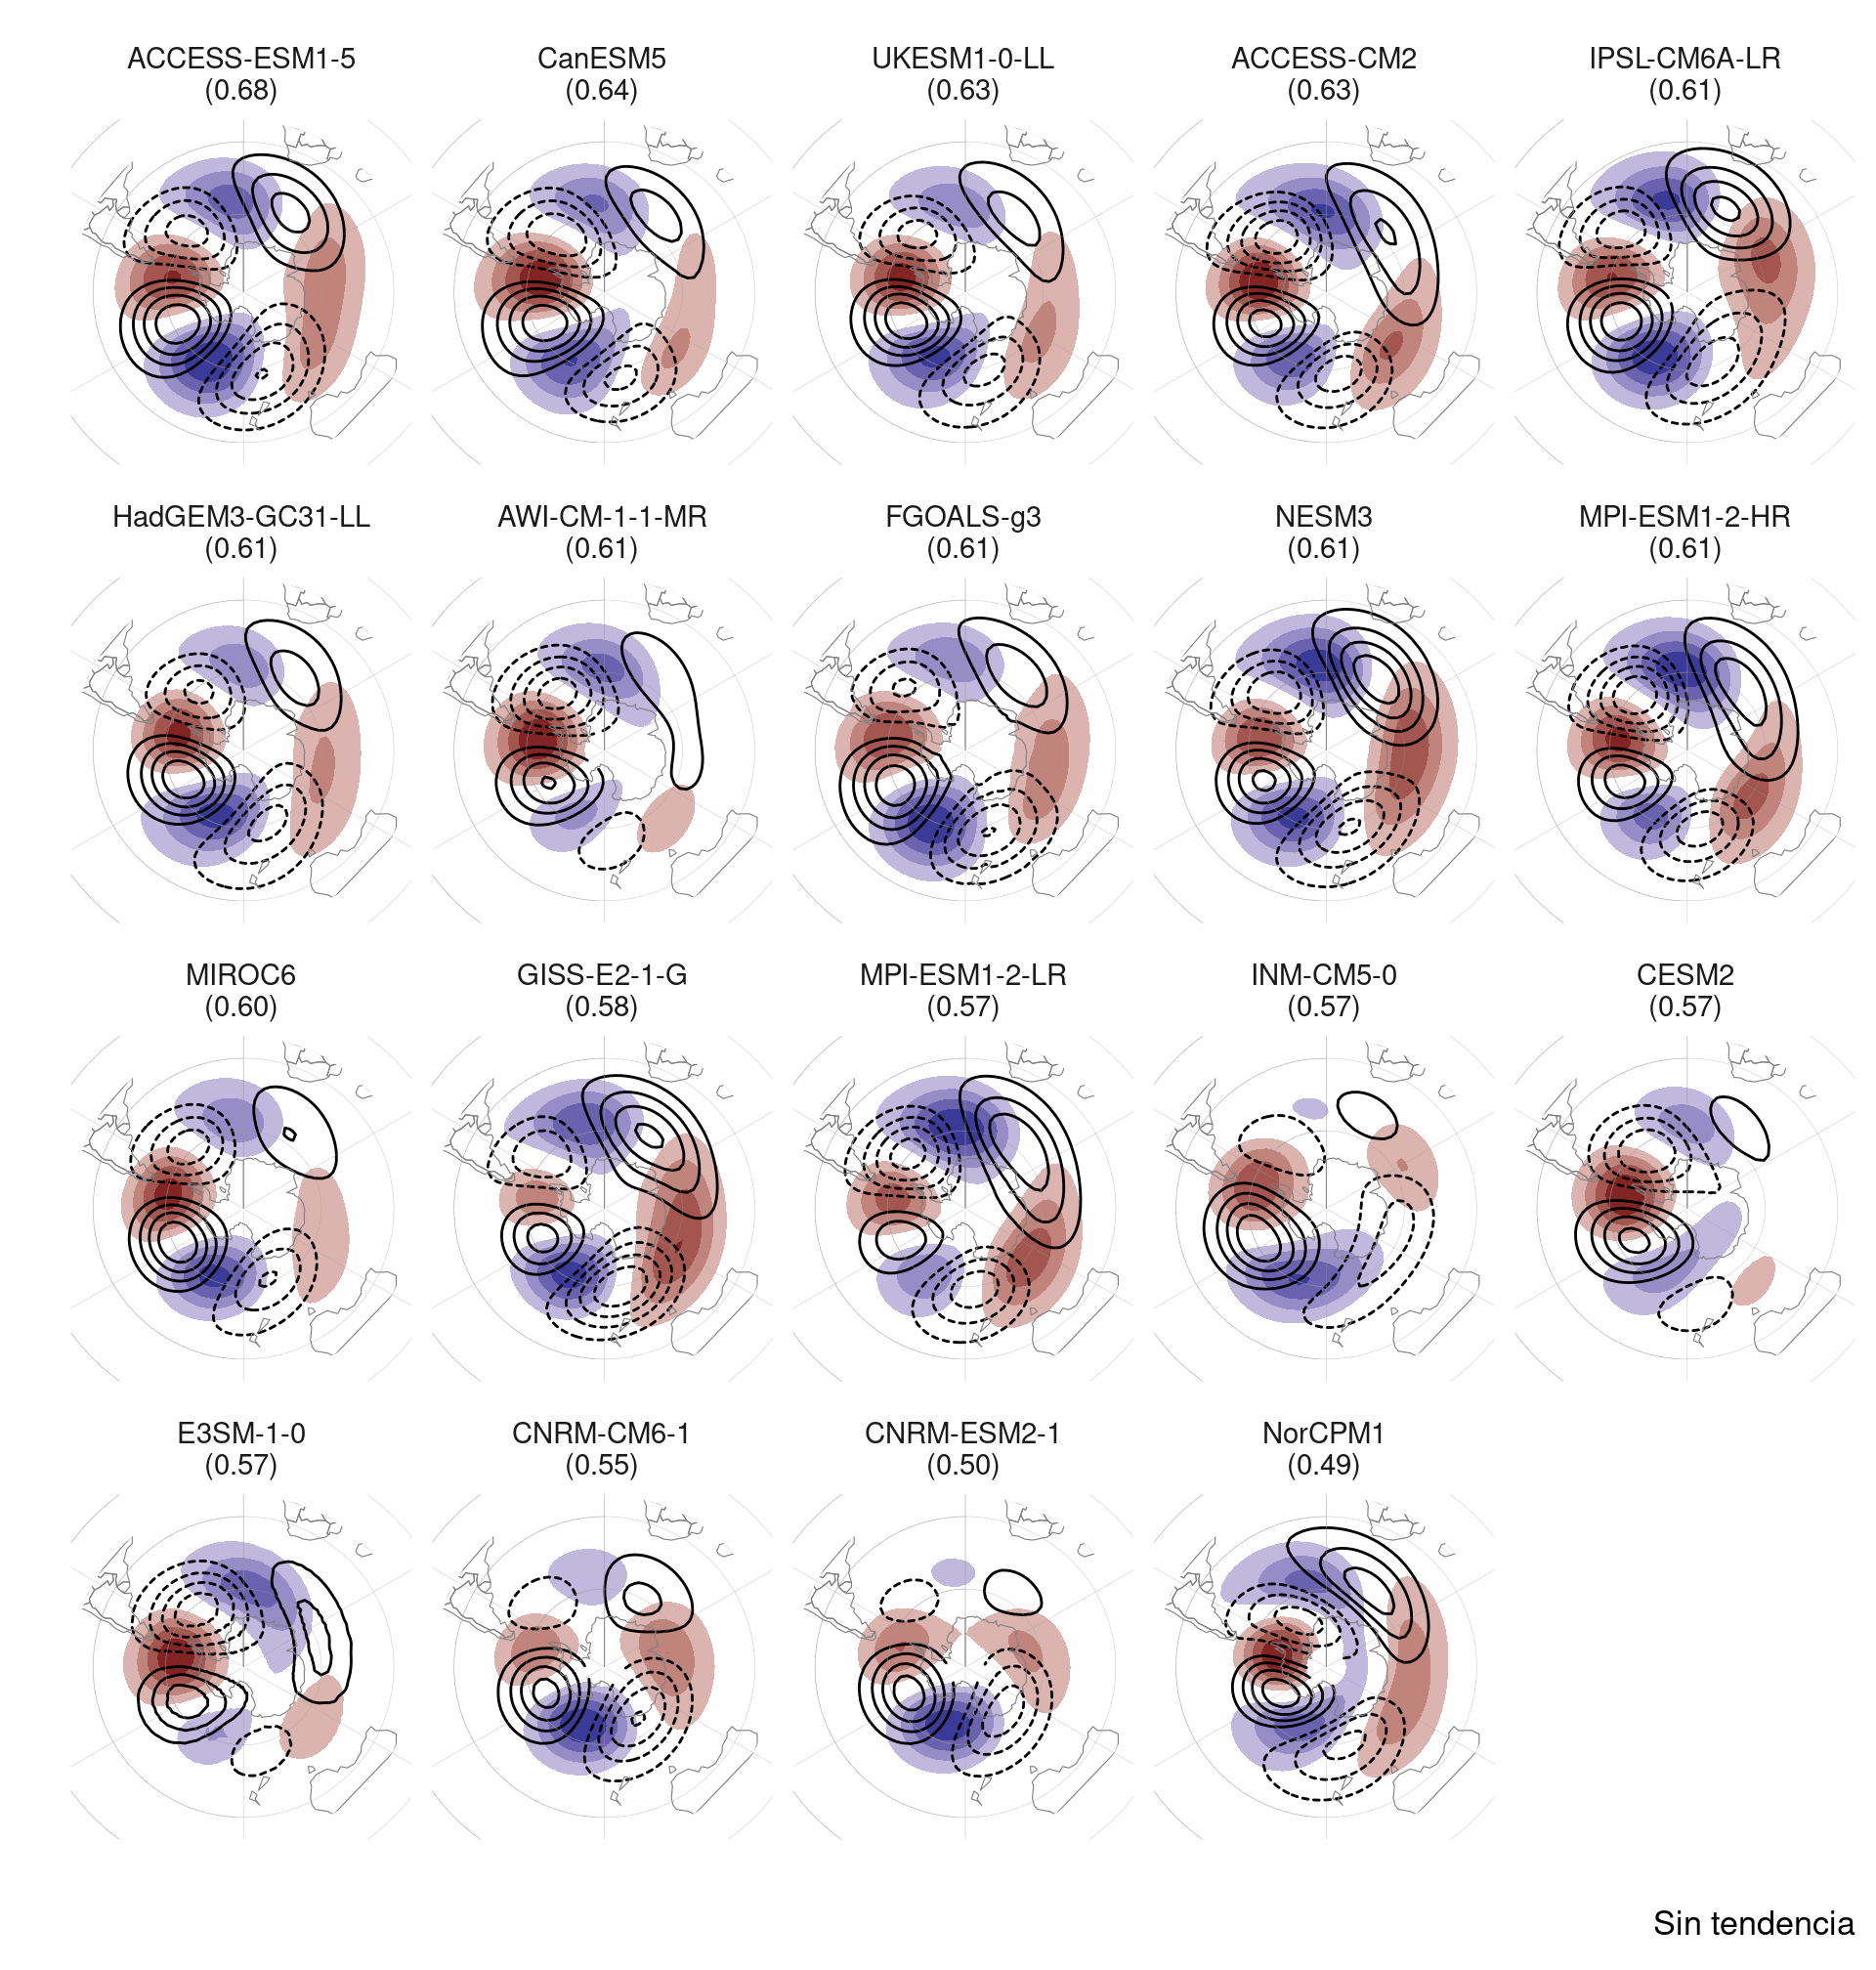 ACCESS-ESM1-5
(0.68)
CanESM5
(0.64)
UKESM1-0-LL
(0.63)
ACCESS-CM2
(0.63)
IPSL-CM6A-LR
(0.61)
HadGEM3-GC31-LL
(0.61)
AWI-CM-1-1-MR
(0.61)
FGOALS-g3
(0.61)
NESM3
(0.61)
MPI-ESM1-2-HR
(0.61)
MIROC6
(0.60)
GISS-E2-1-G
(0.58)
MPI-ESM1-2-LR
(0.57)
INM-CM5-0
(0.57)
CESM2
(0.57)
E3SM-1-0
(0.57)
CNRM-CM6-1
(0.55)
CNRM-ESM2-1
(0.50)
NorCPM1
(0.49)
Sin tendencia